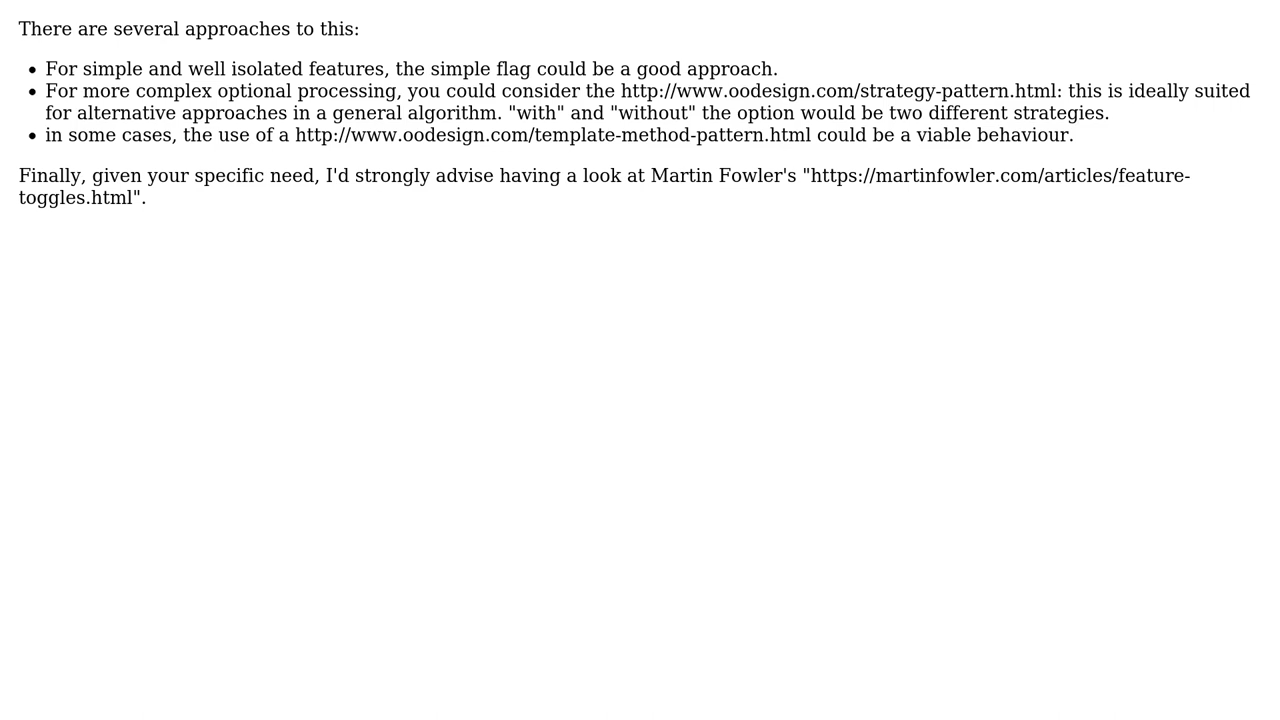 There are several approaches to this:
• For simple and well isolated features, the simple flag could be a good approach.
• For more complex optional processing, you could consider the http://www.oodesign.com/strategy-pattern.html: this is ideally suited
for alternative approaches in a general algorithm. "with" and "without" the option would be two different strategies.
• in some cases, the use of a http://www.oodesign.com/template-method-pattern.html could be a viable behaviour.
Finally, given your specific need, I'd strongly advise having a look at Martin Fowler's "https://martinfowler.com/articles/feature-
toggles.html".